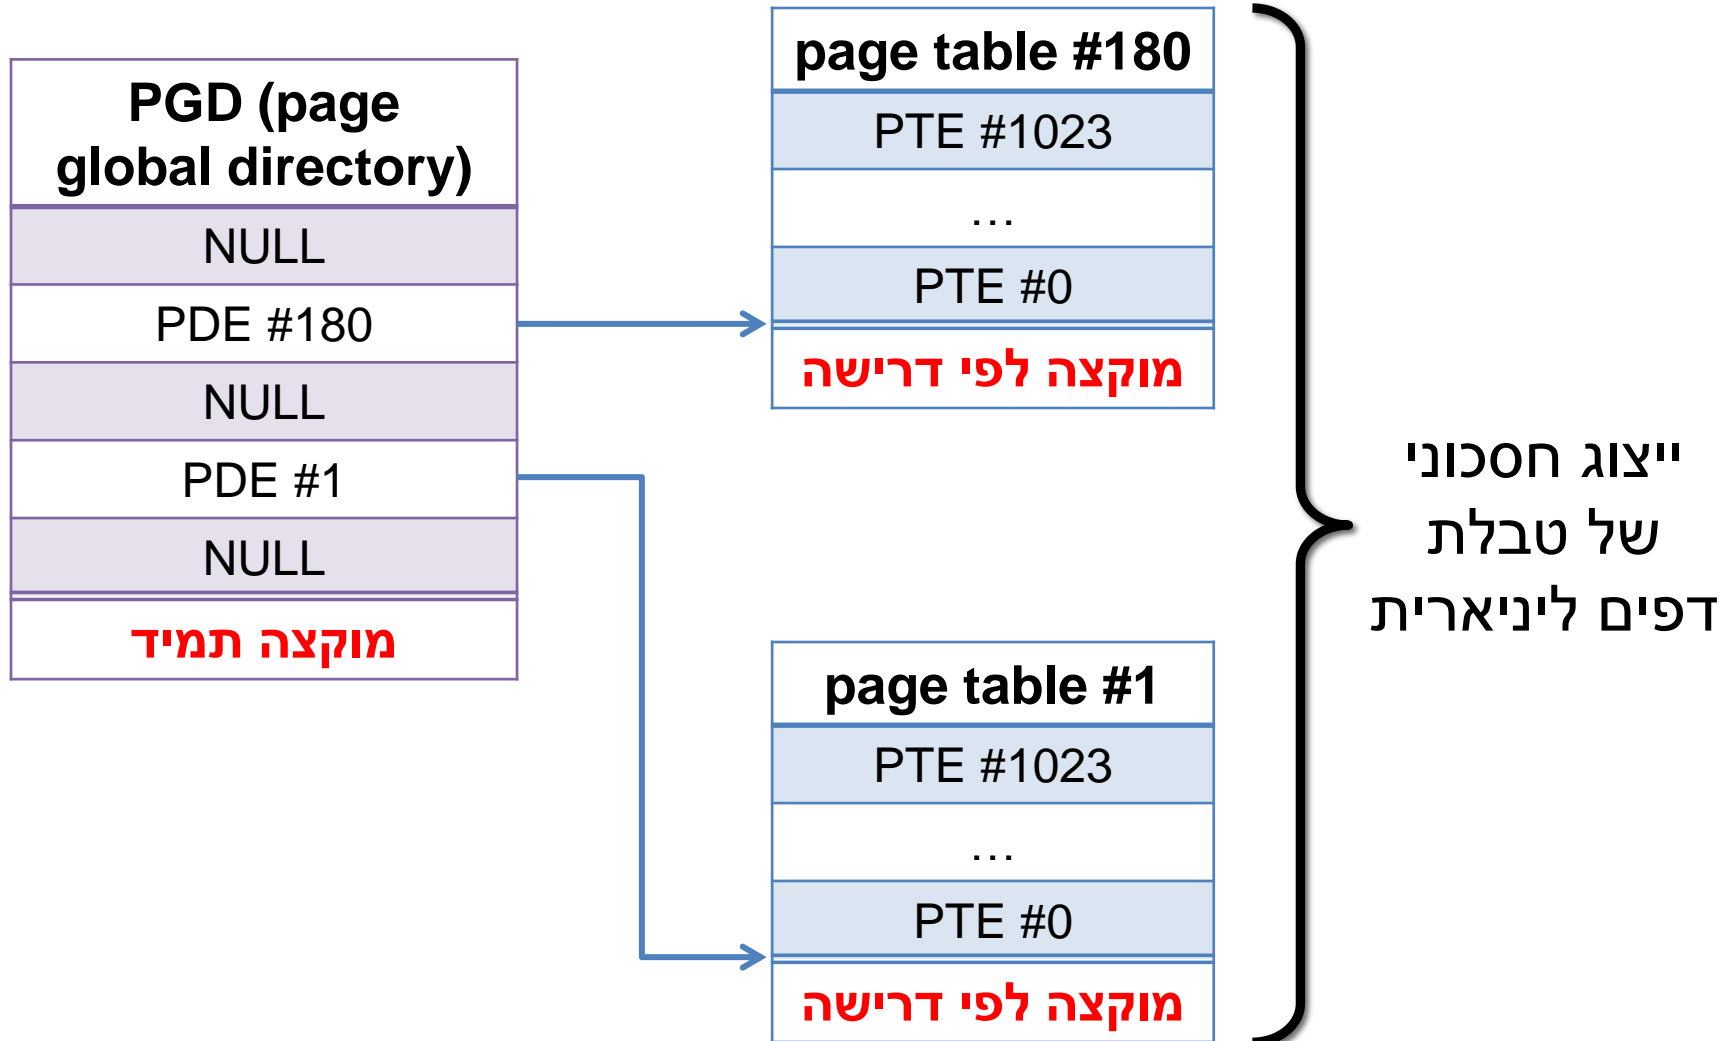 PGD (page
global directory)
NULL
PDE #180
NULL
PDE #1
NULL
מוקצה תמיד
page table #180
PTE #1023
…
PTE #0
מוקצה לפי דרישה
page table #1
PTE #1023
…
PTE #0
מוקצה לפי דרישה
ייצוג חסכוני
של טבלת
דפים ליניארית